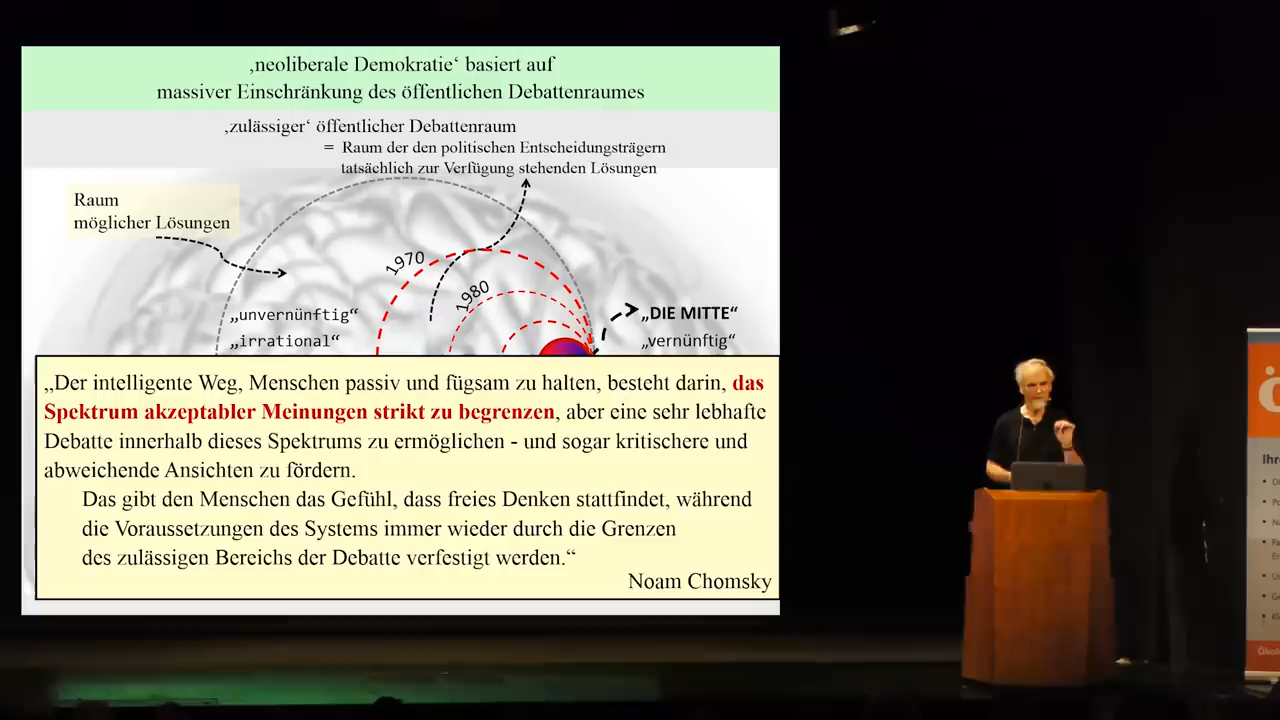 ‚neoliberale Demokratie‘ basiert auf
massiver Einschränkung des öffentlichen Debattenraumes
‚zulässiger‘ öffentlicher Debattenraum
= Raum der den politischen Entscheidungsträgern
tatsächlich zur Verfügung stehenden Lösungen
Raum
möglicher Lösungen
1970
1980
„unvernünftig“
„irrational“
„DIE MITTE“
„vernünftig“
„Der intelligente Weg, Menschen passiv und fügsam zu halten, besteht darin, das
Spektrum akzeptabler Meinungen strikt zu begrenzen, aber eine sehr lebhafte
Debatte innerhalb dieses Spektrums zu ermöglichen - und sogar kritischere und
abweichende Ansichten zu fördern.
Das gibt den Menschen das Gefühl, dass freies Denken stattfindet, während
die Voraussetzungen des Systems immer wieder durch die Grenzen
des zulässigen Bereichs der Debatte verfestigt werden.“
Noam Chomsky
ö
Ihre